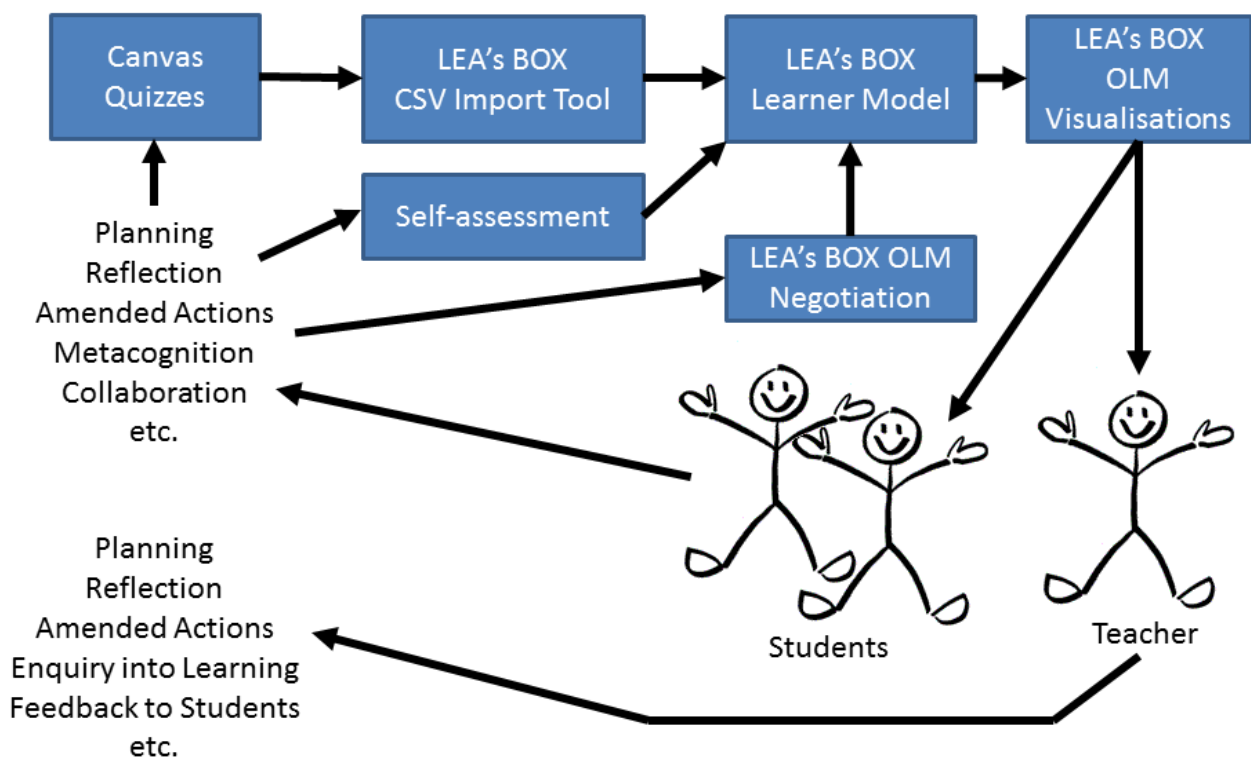 Canvas
Quizzes
LEA's BOX
CSV Import Tool
LEA's BOX
Learner Model
LEA's BOX
OLM
Visualisations
Self-assessment
LEA's BOX OLM
Negotiation
Planning
Reflection
Amended Actions
Metacognition
Collaboration
etc.
Students
Teacher
Planning
Reflection
Amended Actions
Enquiry into Learning
Feedback to Students
etc.